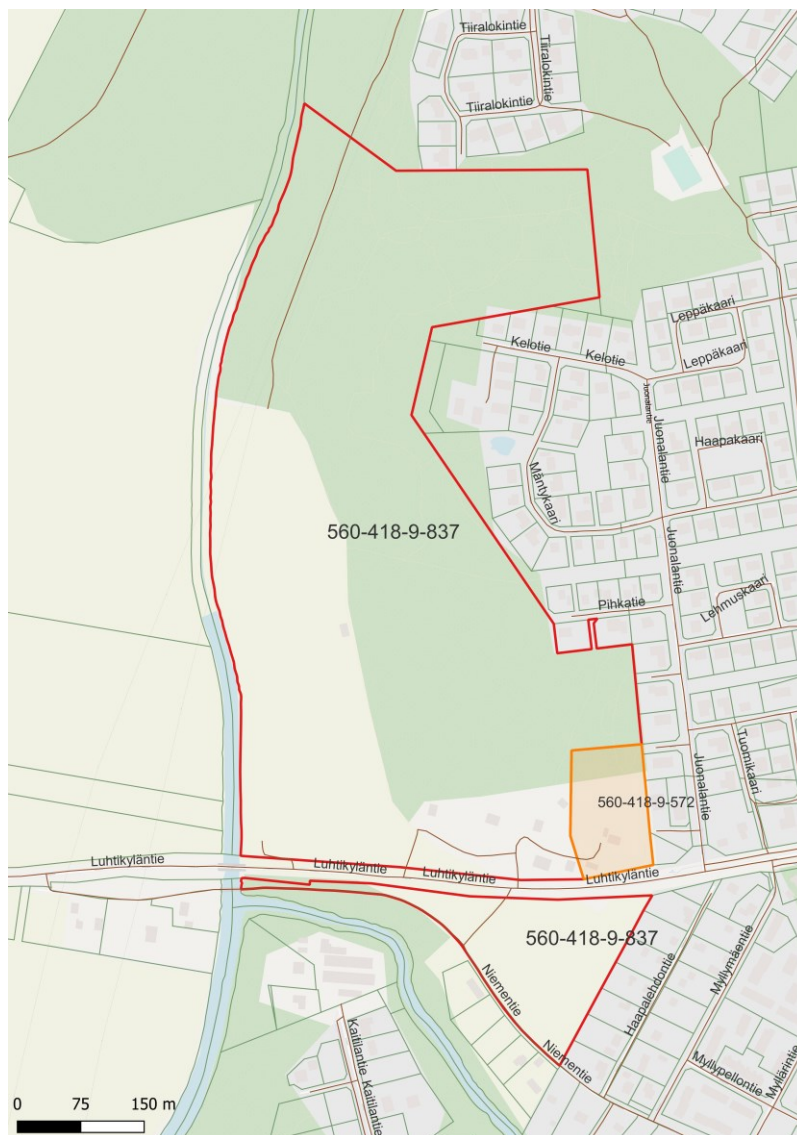 Tiiralokintie
Tiiralokintie
Tiiralokintie
Leppäkaari
Kelotie
Kelotie
Leppäkaari
Juonalantie
Juonalantie
Haapakaari
Mäntykaari
560-418-9-837
Juonalantie
Lehmuskaari
Pihkatie
Tuomikaari
Juonalantie
560-418-9-572
Luhtikyläntie
Luhtikyläntie
Luhtikyläntie
Luhtikyläntie
560-418-9-837
Haapalehdontie
Myllymäentie
Niementie
Niementie
Kaitilantie
Kaitilantie
Myllypellontie
Myllärintie
0 75 150 m